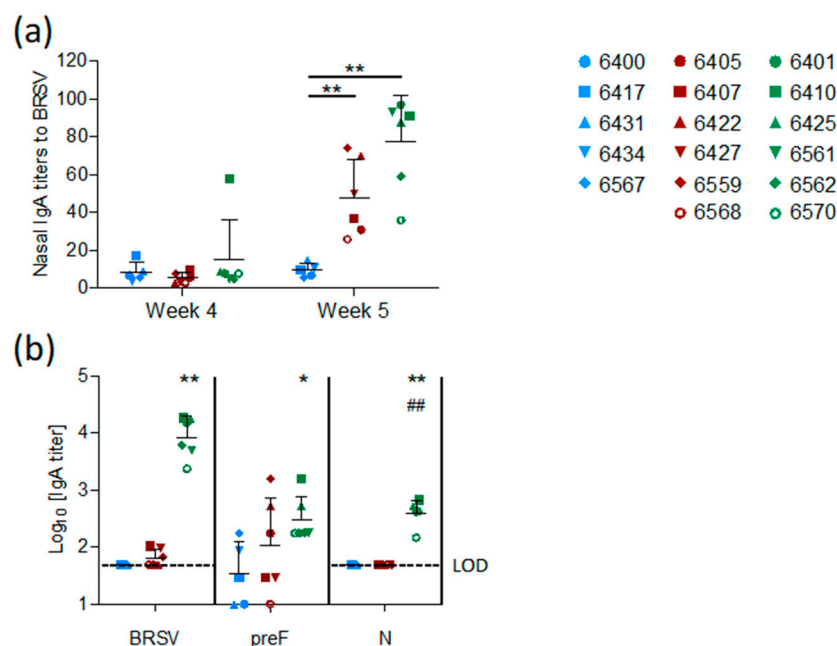 (a)
Nasal IgA titers to BRSV
120
100
80
60
40
20
0
**
**
Week 4 Week 5
6400 6405 6401
6417 6407 6410
6431 6422 6425
6434 6427 6561
6567 6559 6562
6568 6570
(b)
Log10 [IgA titer]
5
4
3
2
1
** * **
##
LOD
BRSV preF N